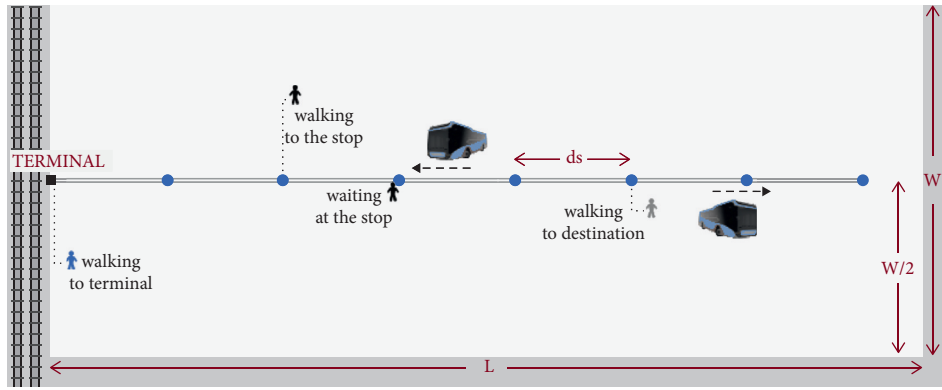 walking
to the stop
TERMINAL
ds
waiting
at the stop
walking
to destination
W
W/2
walking
to terminal
L